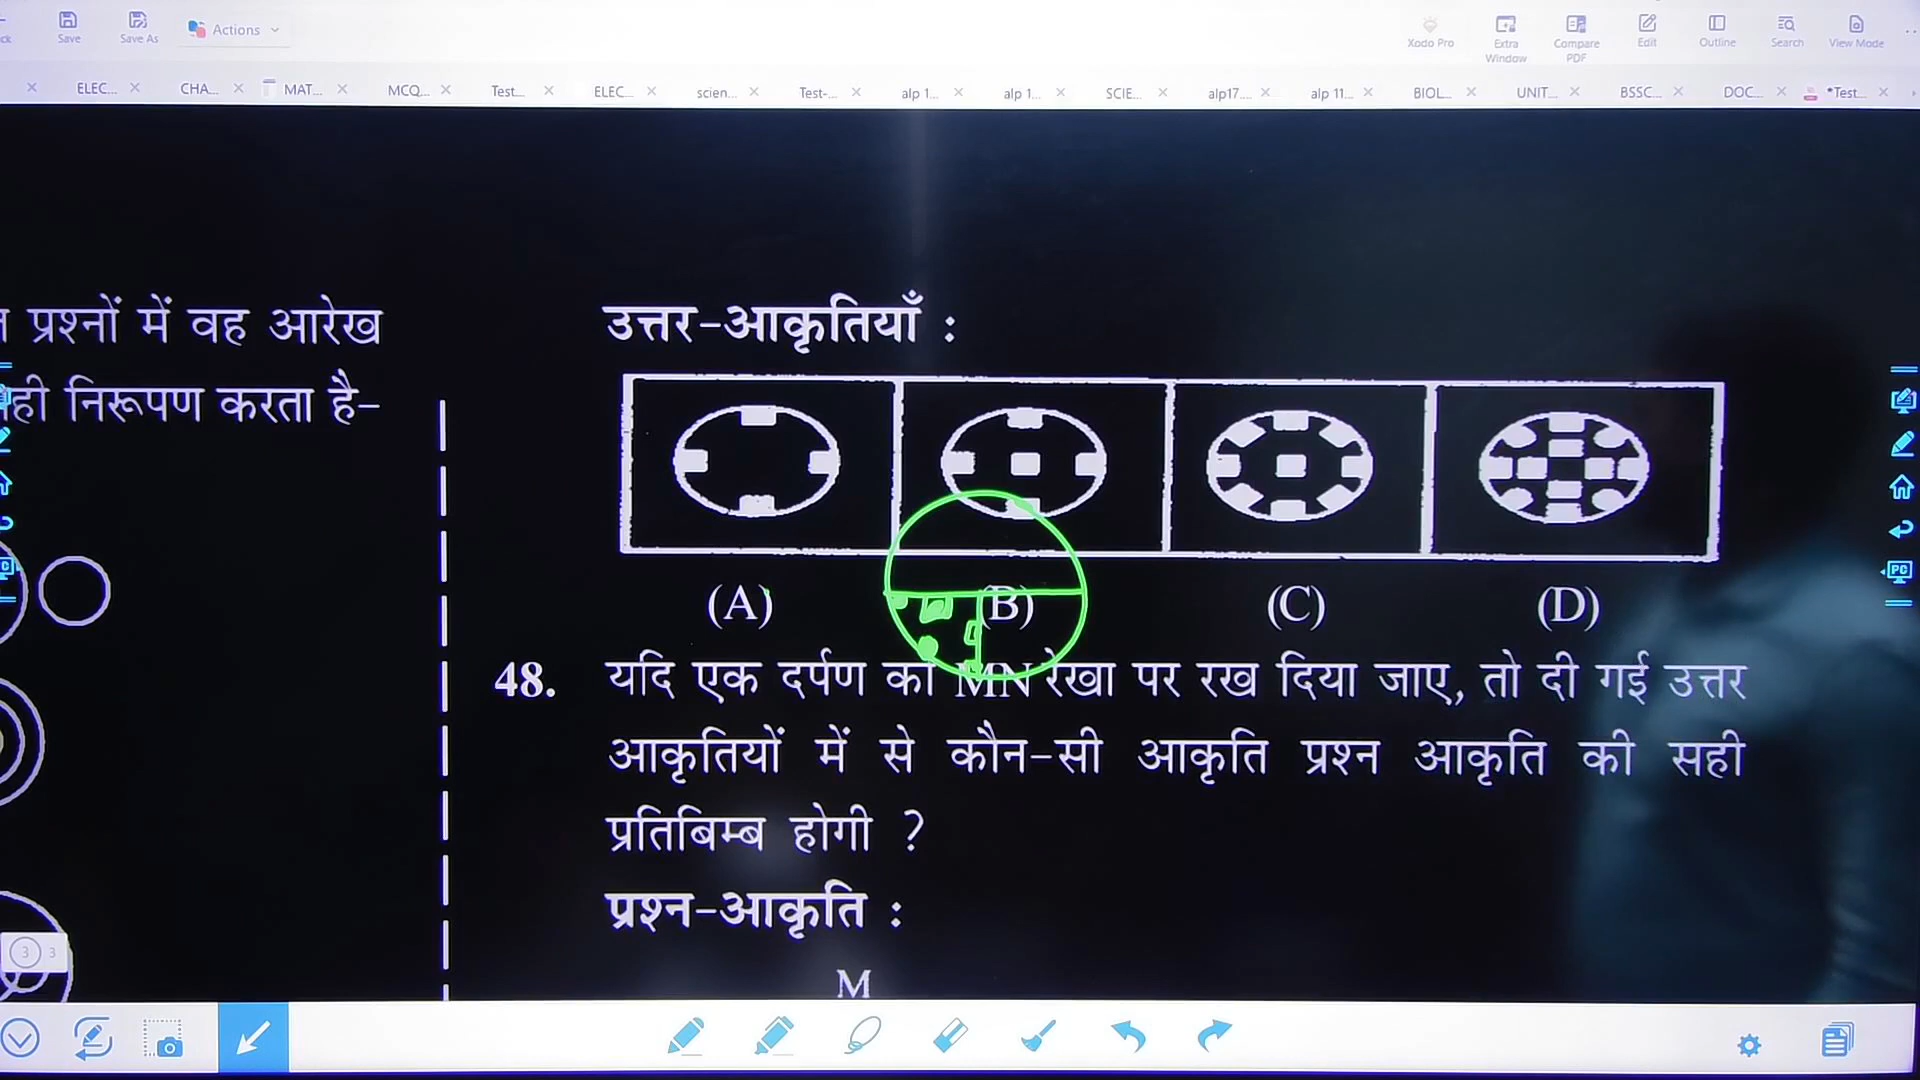 Save
Save As
Actions
Xodo Pro
Extra Window
Compare PDF
Edit
Outline
Search
View Mode
ELEC...
CHA...
MAT...
MCQ...
Test...
ELEC...
scien...
Test-...
alp 1...
alp 1...
SCIE...
alp17....
alp 11...
BIOL...
UNIT...
BSSC...
DOC...
*Test...
प्रश्नों में वह आरेख
ही निरूपण करता है-
उत्तर-आकृतियाँ :
(A) (B) (C) (D)
48. यदि एक दर्पण को MN रेखा पर रख दिया जाए, तो दी गई उत्तर
आकृतियों में से कौन-सी आकृति प्रश्न आकृति की सही
प्रतिबिम्ब होगी ?
प्रश्न-आकृति :
M
3 3
PC